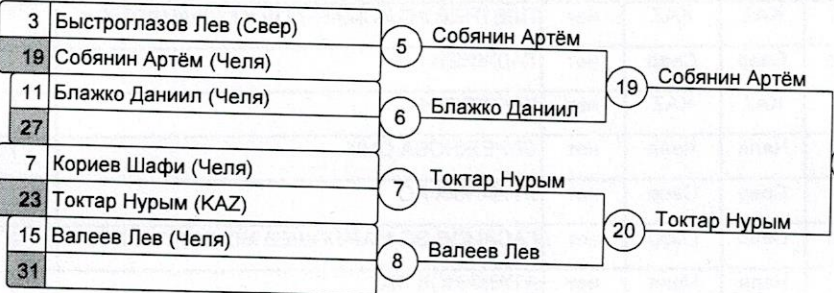 3 Быстроглазов Лев (Свер)
5 Собянин Артём
19 Собянин Артём (Челя)
19 Собянин Артём
11 Блажко Даниил (Челя)
6 Блажко Даниил
27
7 Кориев Шафи (Челя)
7 Токтар Нурым
23 Токтар Нурым (KAZ)
20 Токтар Нурым
15 Валеев Лев (Челя)
8 Валеев Лев
31